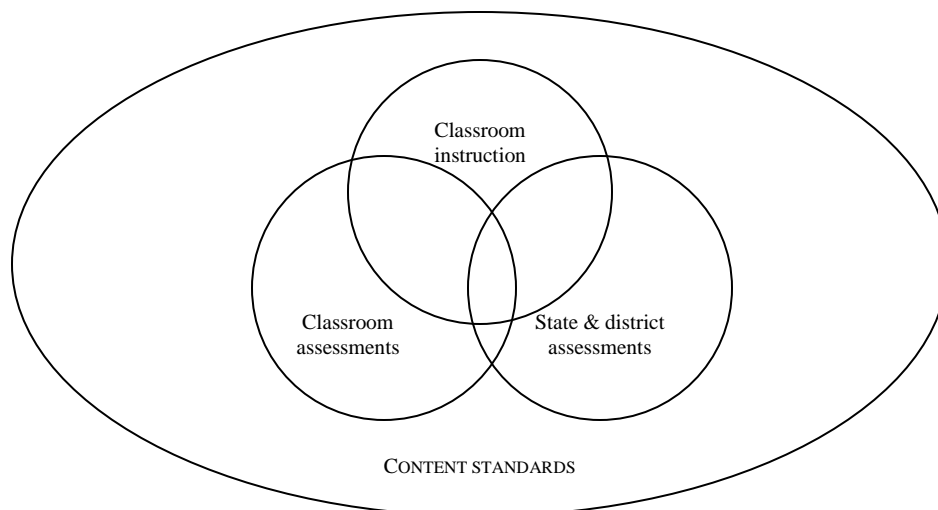 Classroom
instruction
Classroom
assessments
State & district
assessments
CONTENT STANDARDS